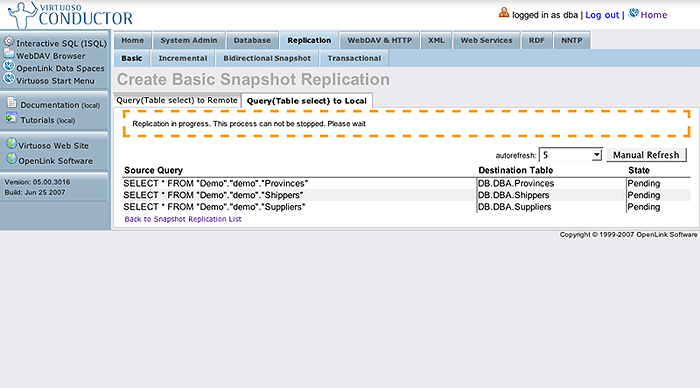 VIRTUOSO
CONDUCTOR
logged in as dba | Log out | Home
Interactive SQL (ISQL)
WebDAV Browser
OpenLink Data Spaces
Virtuoso Start Menu
Documentation (local)
Tutorials (local)
Virtuoso Web Site
OpenLink Software
Version: 05.00.3016
Build: Jun 25 2007
Home System Admin Database Replication WebDAV & HTTP XML Web Services RDF NNTP
Basic Incremental Bidirectional Snapshot Transactional
Create Basic Snapshot Replication
Query(Table select) to Remote Query(Table select) to Local
Replication in progress. This process can not be stopped. Please wait
autorefresh: 5 Manual Refresh
Source Query Destination Table State
SELECT * FROM "Demo"."demo"."Provinces" DB.DBA.Provinces Pending
SELECT * FROM "Demo"."demo"."Shippers" DB.DBA.Shippers Pending
SELECT * FROM "Demo"."demo"."Suppliers" DB.DBA.Suppliers Pending
Back to Snapshot Replication List
Copyright © 1999-2007 OpenLink Software